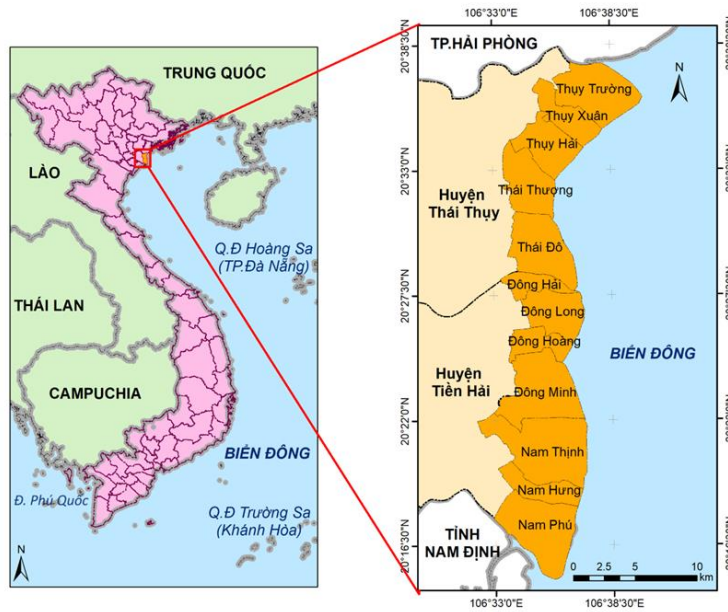 TRUNG QUỐC
LÀO
Q.Đ Hoàng Sa
(TP.Đà Nẵng)
THÁI LAN
CAMPUCHIA
BIỂN ĐÔNG
Đ. Phú Quốc
Q.Đ Trường Sa
(Khánh Hòa)
N
106°33'0"E
106°38'30"E
20°38'30"N
20°33'0"N
20°27'30"N
20°22'0"N
20°16'30"N
TP.HẢI PHÒNG
N
Thụy Trường
Thụy Xuân
Thụy Hải
Thái Thượng
Huyện
Thái Thụy
Thái Đô
Đông Hải
Đông Long
Đông Hoàng
BIỂN ĐÔNG
Huyện
Tiền Hải
Đông Minh
Nam Thịnh
Nam Hưng
Nam Phú
TỈNH
NAM ĐỊNH
0 2.5 5 10
km
106°33'0"E
106°38'30"E